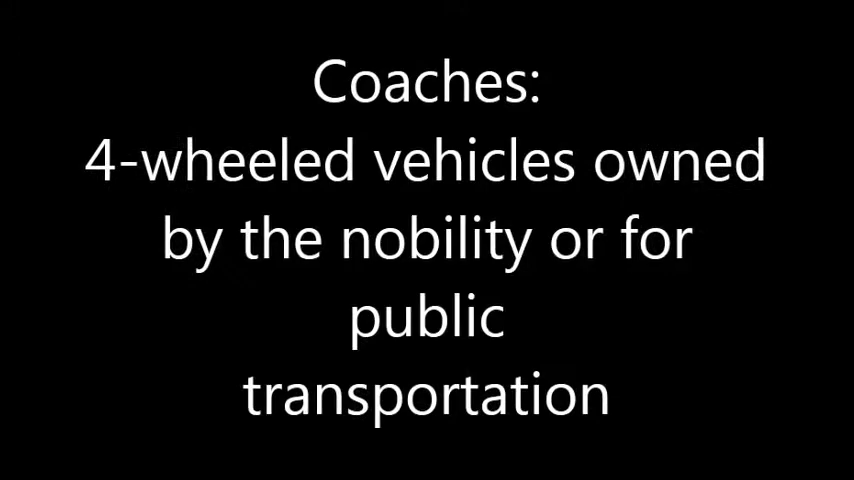 Coaches:
4-wheeled vehicles owned
by the nobility or for
public
transportation